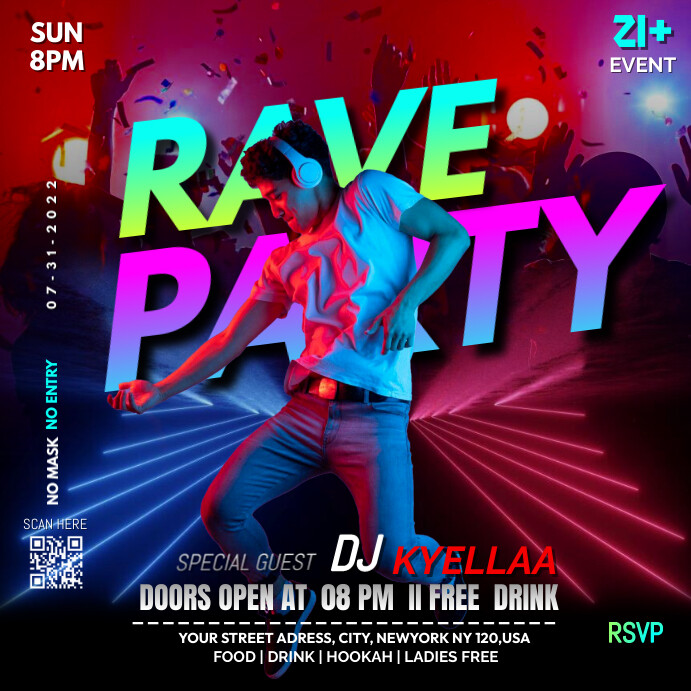 SUN
8PM
21+
EVENT
RAVE
PARTY
07-31-2022
NO MASK NO ENTRY
SCAN HERE
SPECIAL GUEST DJ KYELLAA
DOORS OPEN AT 08 PM II FREE DRINK
YOUR STREET ADRESS, CITY, NEWYORK NY 120,USA
FOOD | DRINK | HOOKAH | LADIES FREE
RSVP